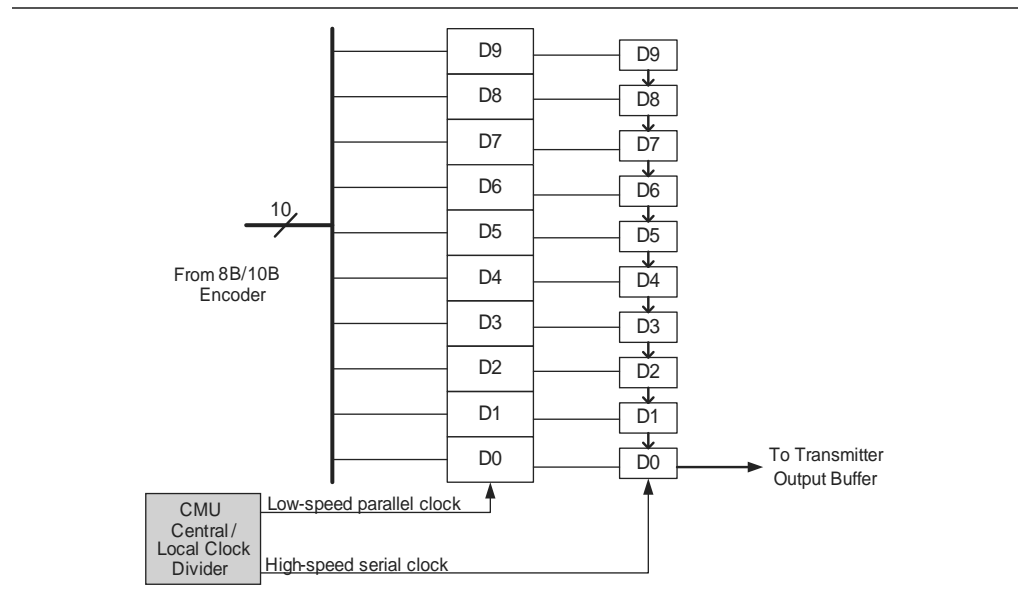 D9
D9
D8
D8
D7
D7
D6
D6
10
D5
D5
From 8B/10B
Encoder
D4
D4
D3
D3
D2
D2
D1
D1
D0
D0
To Transmitter
Output Buffer
CMU
Central/
Local Clock
Divider
Low-speed parallel clock
High-speed serial clock